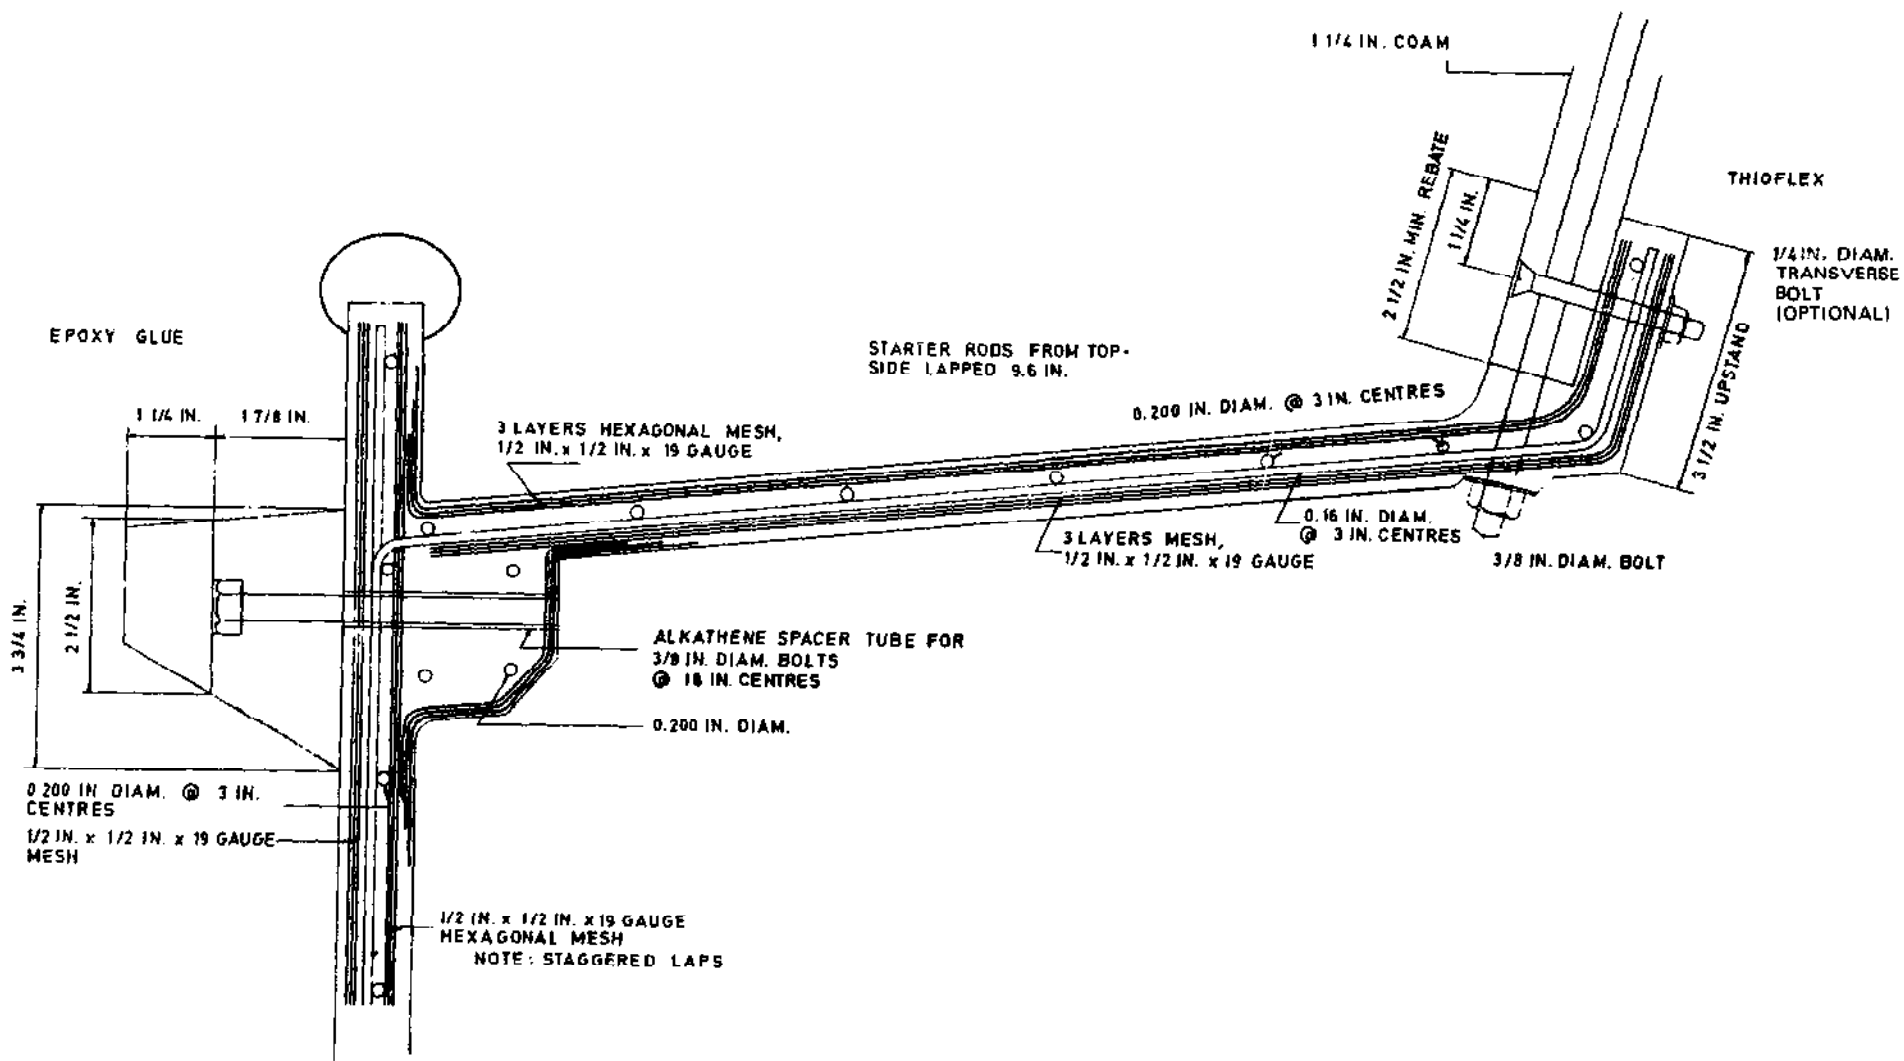 1 1/4 IN. COAM
2 1/2 IN. MIN. REBATE
1 1/4 IN.
THIOFLEX
1/4 IN. DIAM.
TRANSVERSE
BOLT
(OPTIONAL)
3 1/2 IN. UPSTAND
EPOXY GLUE
STARTER RODS FROM TOP-
SIDE LAPPED 9.6 IN.
0.200 IN. DIAM. @ 3 IN. CENTRES
1 1/4 IN.
1 7/8 IN.
3 LAYERS HEXAGONAL MESH,
1/2 IN. x 1/2 IN. x 19 GAUGE
0.16 IN. DIAM.
@ 3 IN. CENTRES
3 LAYERS MESH,
1/2 IN. x 1/2 IN. x 19 GAUGE
3/8 IN. DIAM. BOLT
3 3/4 IN.
2 1/2 IN.
ALKATHENE SPACER TUBE FOR
3/8 IN. DIAM. BOLTS
@ 18 IN. CENTRES
0.200 IN. DIAM.
0.200 IN DIAM. @ 3 IN.
CENTRES
1/2 IN. x 1/2 IN. x 19 GAUGE
MESH
1/2 IN. x 1/2 IN. x 19 GAUGE
HEXAGONAL MESH
NOTE: STAGGERED LAPS